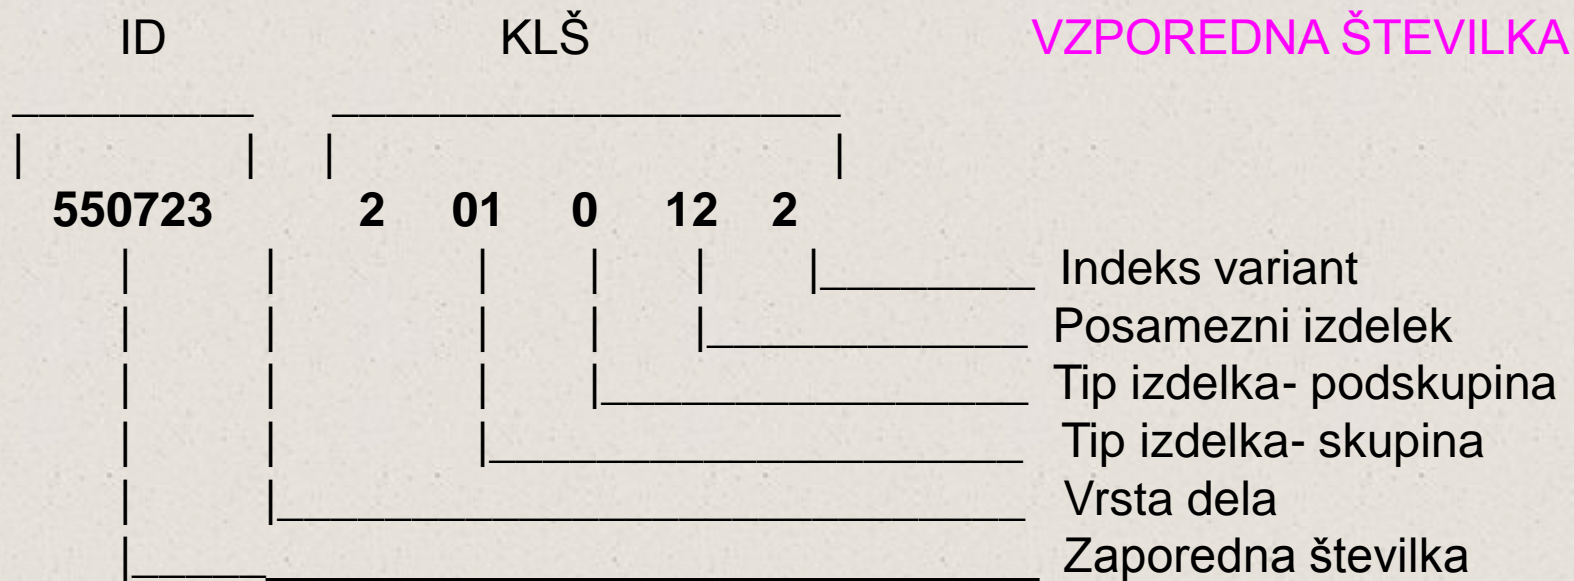 ID KLŠ VZPOREDNA ŠTEVILKA
550723 2 01 0 12 2
Indeks variant
Posamezni izdelek
Tip izdelka- podskupina
Tip izdelka- skupina
Vrsta dela
Zaporedna številka